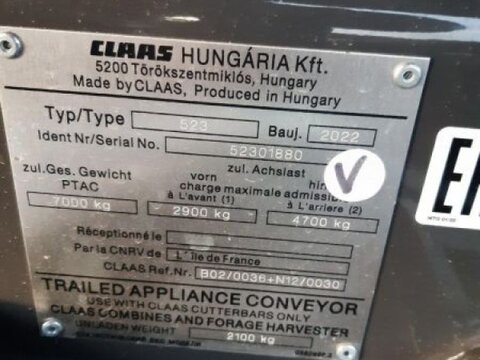 CLAAS HUNGÁRIA Kft.
5200 Törökszentmiklós, Hungary
Made by CLAAS, Produced in Hungary
Typ/Type 523 Bauj. 2022
Ident Nr/Serial No. 52301880
zul. Ges. Gewicht zul. Achslast
PTAC vorn
charge maximale admissible
à L'avant (1) à L'arriere (2)
7000 kg 2900 kg 4700 kg
Réceptionné le
Par la CNRV de L'île de France
CLAAS Ref. Nr. B02/0036+N12/0030
TRAILED APPLIANCE CONVEYOR
USE WITH CLAAS CUTTERBARS ONLY
CLAAS COMBINES AND FORAGE HARVESTER
UNLADEN WEIGHT 2100 kg